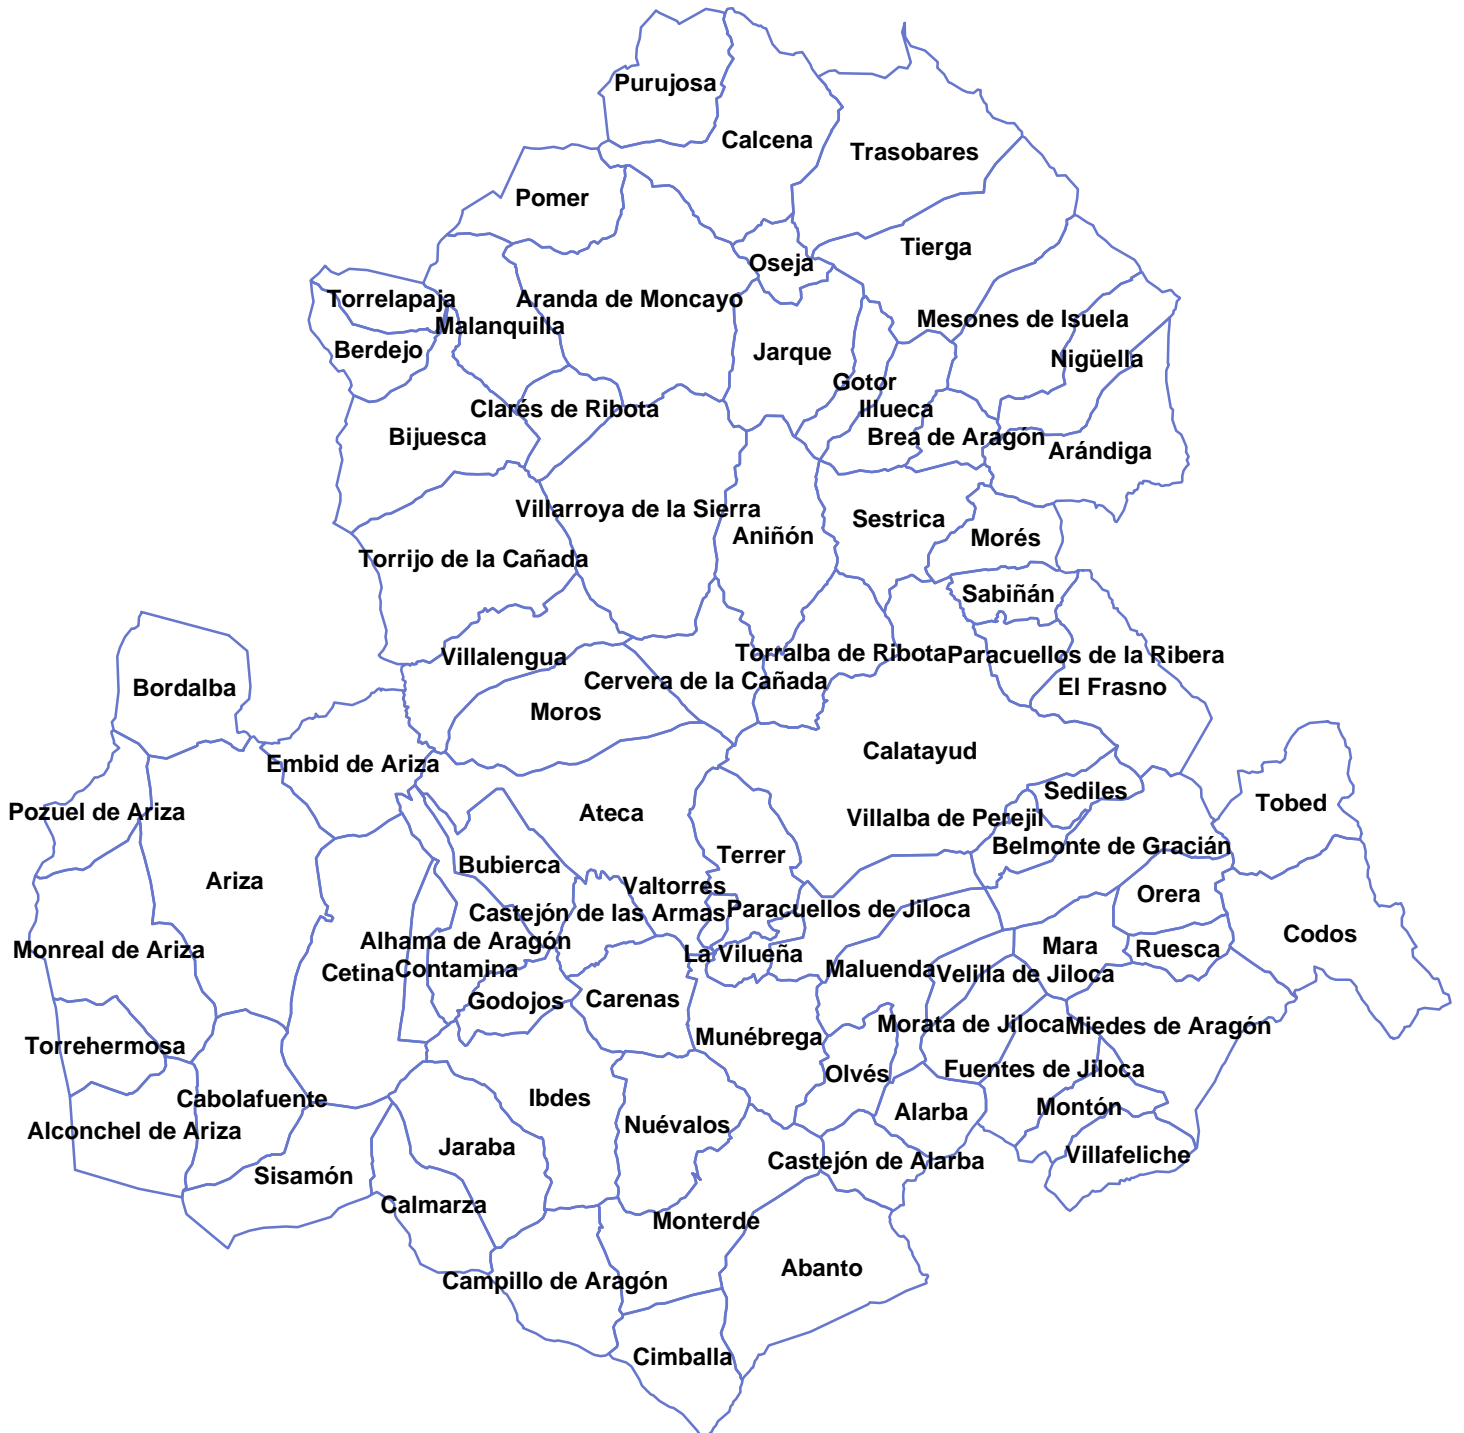 Purujosa
Calcena
Trasobares
Pomer
Tierga
Oseja
Torrelapaja
Aranda de Moncayo
Malanquilla
Mesones de Isuela
Berdejo
Jarque
Nigüella
Gotor
Clarés de Ribota
Illueca
Bijuesca
Brea de Aragón
Arándiga
Villarroya de la Sierra
Sestrica
Aniñón
Morés
Torrijo de la Cañada
Sabiñán
Villalengua
Torralba de Ribota
Paracuellos de la Ribera
Bordalba
Cervera de la Cañada
El Frasno
Moros
Calatayud
Embid de Ariza
Sediles
Pozuel de Ariza
Ateca
Villalba de Perejil
Tobed
Belmonte de Gracián
Terrer
Bubierca
Ariza
Valtorres
Orera
Castejón de las Armas
Paracuellos de Jiloca
Codos
Alhama de Aragón
Monreal de Ariza
La Vilueña
Mara
Ruesca
Cetina
Contamina
Maluenda
Velilla de Jiloca
Godojos
Carenas
Munébrega
Morata de Jiloca
Miedes de Aragón
Torrehermosa
Olvés
Fuentes de Jiloca
Cabolafuente
Ibdes
Alarba
Montón
Alconchel de Ariza
Nuévalos
Jaraba
Castejón de Alarba
Villafeliche
Sisamón
Calmarza
Monterde
Abanto
Campillo de Aragón
Cimballa